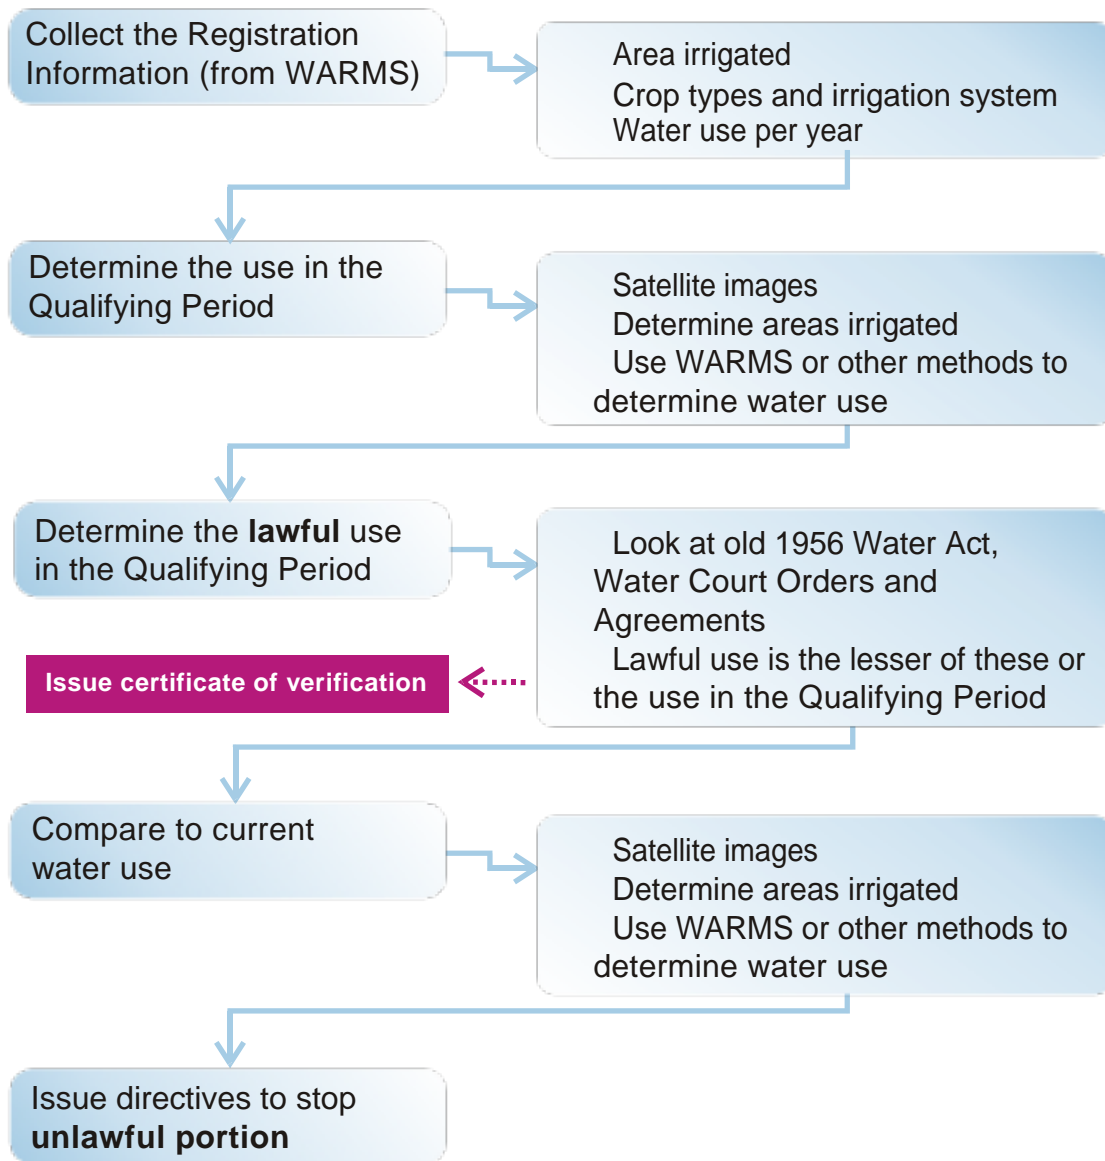 Collect the Registration
Information (from WARMS)
Area irrigated
Crop types and irrigation system
Water use per year
Determine the use in the
Qualifying Period
Satellite images
Determine areas irrigated
Use WARMS or other methods to
determine water use
Determine the lawful use
in the Qualifying Period
Look at old 1956 Water Act,
Water Court Orders and
Agreements
Lawful use is the lesser of these or
the use in the Qualifying Period
Issue certificate of verification
Compare to current
water use
Satellite images
Determine areas irrigated
Use WARMS or other methods to
determine water use
Issue directives to stop
unlawful portion